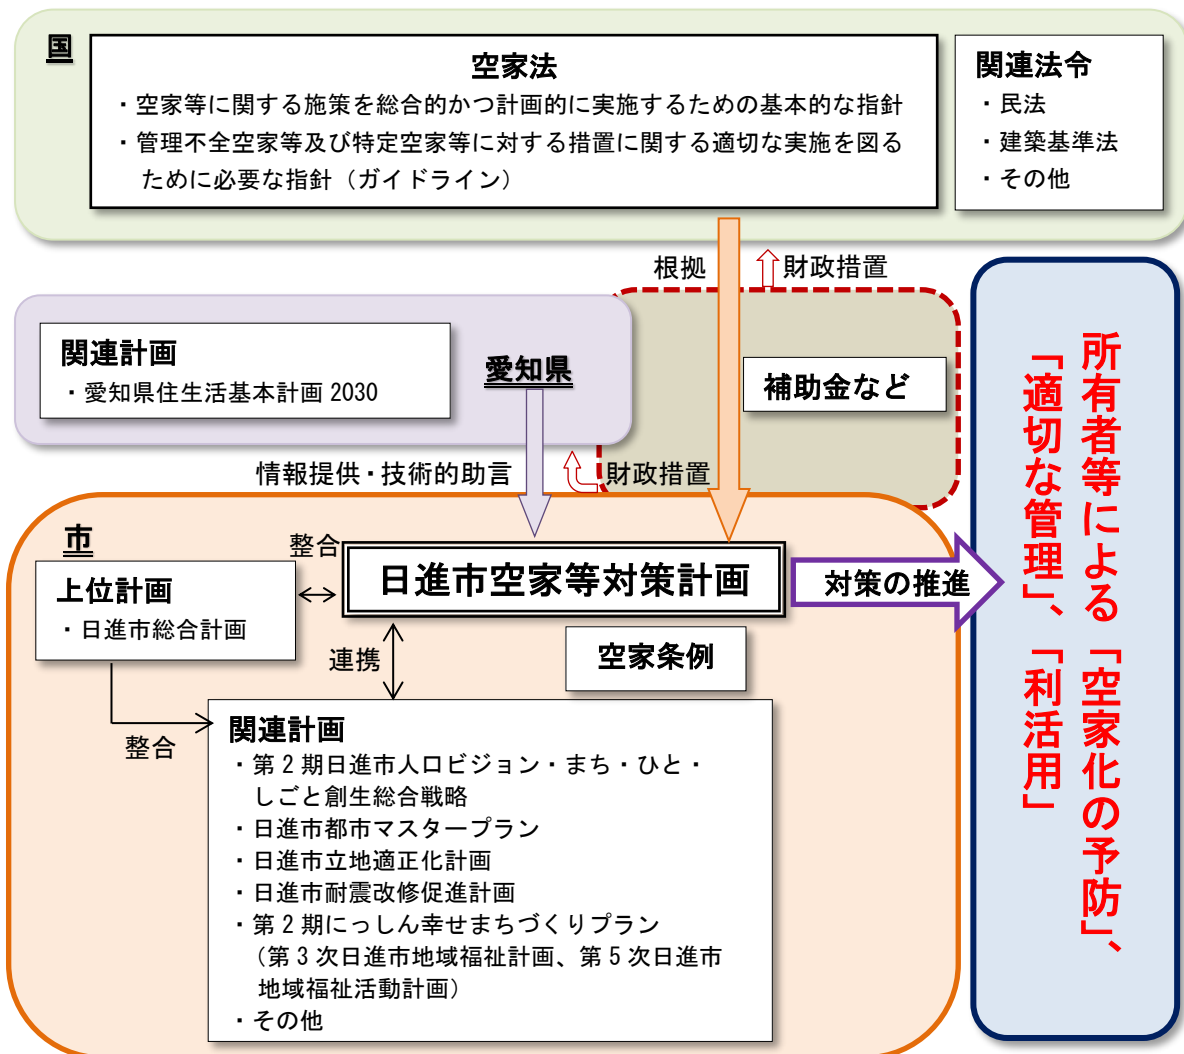 国
空家法
・空家等に関する施策を総合的かつ計画的に実施するための基本的な指針
・管理不全空家等及び特定空家等に対する措置に関する適切な実施を図る
ために必要な指針（ガイドライン）
関連法令
・民法
・建築基準法
・その他
根拠
財政措置
関連計画
・愛知県住生活基本計画 2030
愛知県
補助金など
情報提供・技術的助言
財政措置
市
整合
日進市空家等対策計画
対策の推進
上位計画
・日進市総合計画
連携
空家条例
整合
関連計画
・第 2 期日進市人口ビジョン・まち・ひと・
しごと創生総合戦略
・日進市都市マスタープラン
・日進市立地適正化計画
・日進市耐震改修促進計画
・第 2 期にっしん幸せまちづくりプラン
（第 3 次日進市地域福祉計画、第 5 次日進市
地域福祉活動計画）
・その他
所有者等による「空家化の予防」、
「適切な管理」、「利活用」